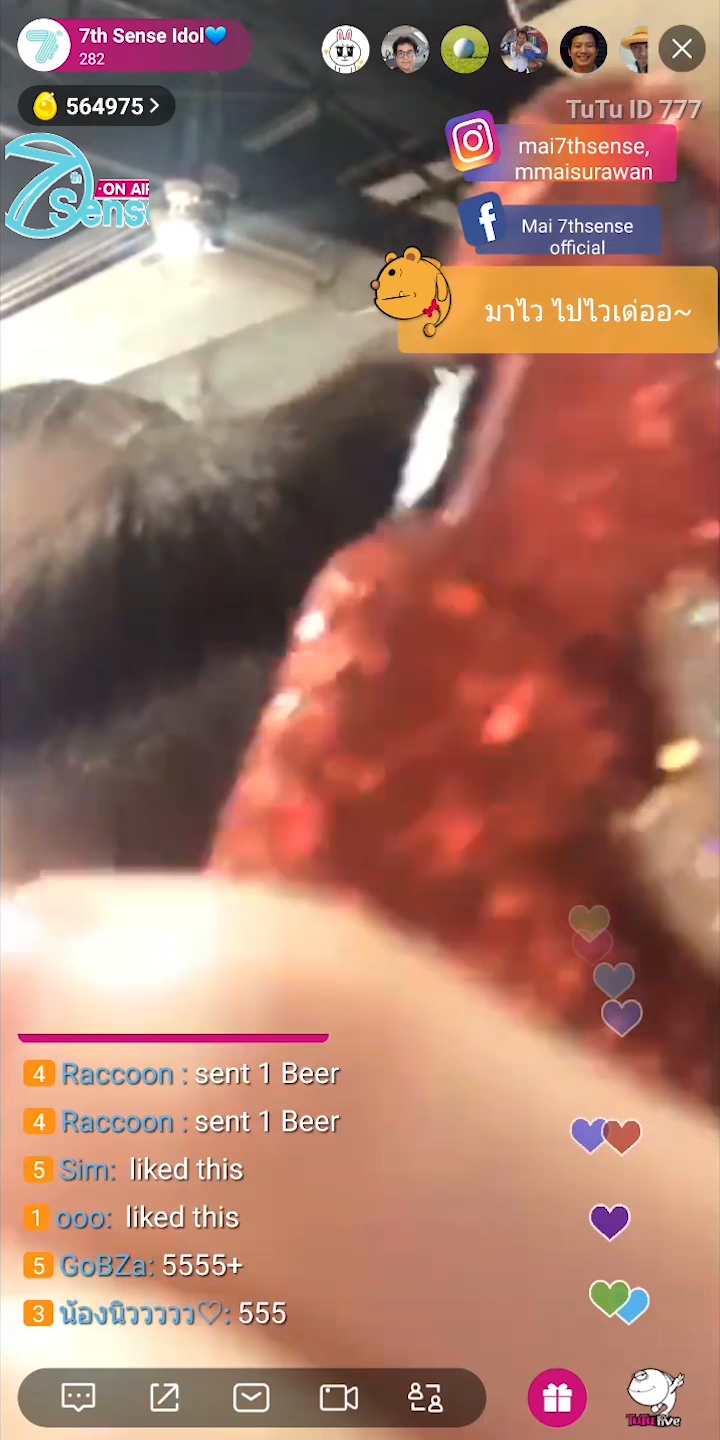 7th Sense Idol💙
282
564975 >
TuTu ID 777
7th Sense
·ON AIR
mai7thsense,
mmaisurawan
Mai 7thsense
official
มาไว ไปไวเด่ออ~
4 Raccoon : sent 1 Beer
4 Raccoon : sent 1 Beer
5 Sim: liked this
1 ooo: liked this
5 GoBZa: 5555+
3 น้องนิววววว♡: 555
TuTu live